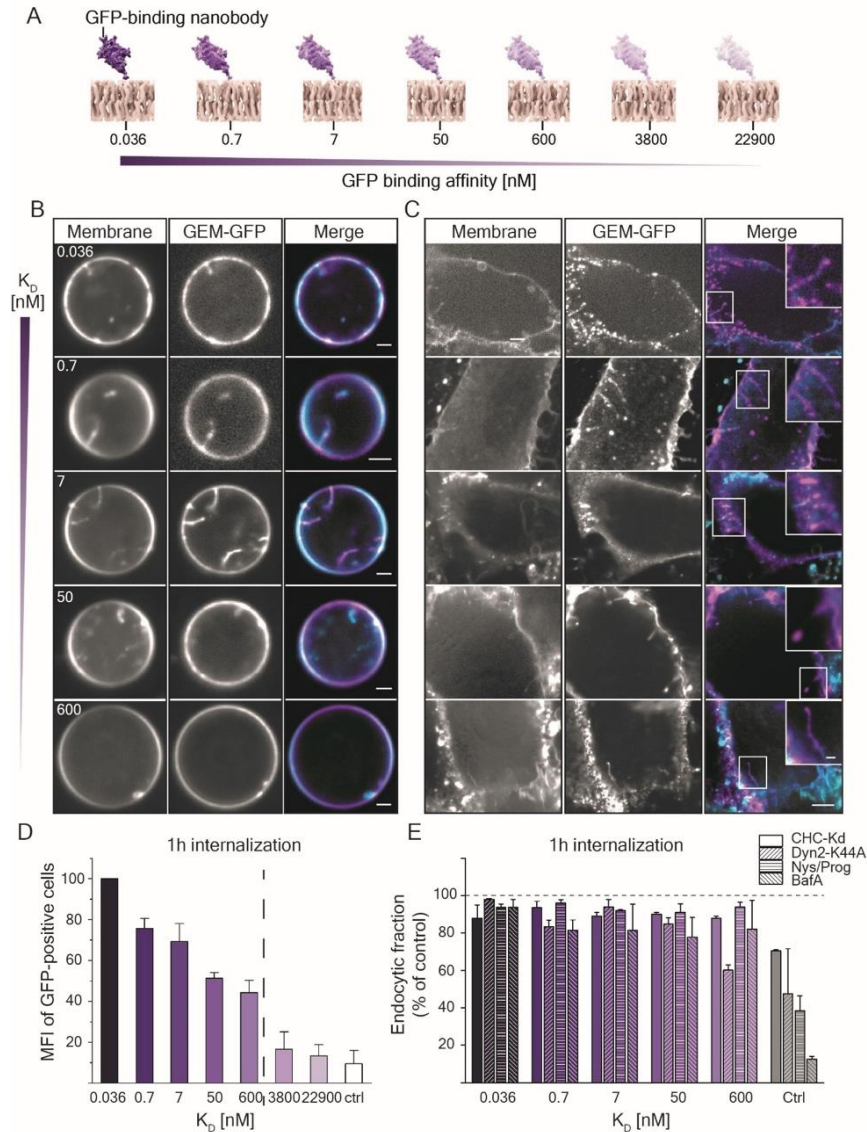 A
GFP-binding nanobody
0.036 0.7 7 50 600 3800 22900
GFP binding affinity [nM]
B
Membrane GEM-GFP Merge
K_D
[nM]
0.036
0.7
7
50
600
C
Membrane GEM-GFP Merge
D
1h internalization
MFI of GFP-positive cells
100
80
60
40
20
0.036 0.7 7 50 600 3800 22900 ctrl
K_D [nM]
E
1h internalization
CHC-Kd
Dyn2-K44A
Nys/Prog
BafA
Endocytic fraction
(% of control)
100
80
60
40
20
0.036 0.7 7 50 600 Ctrl
K_D [nM]